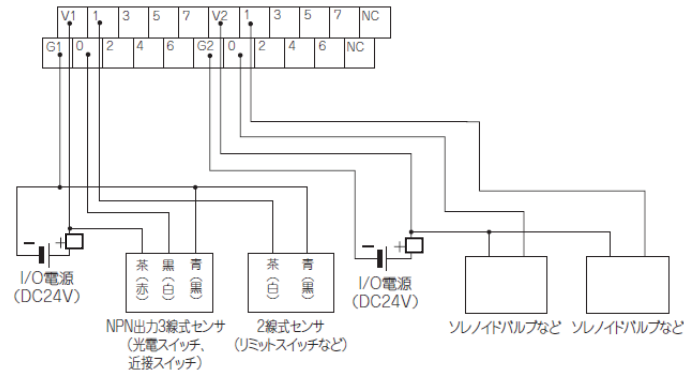 V1 1 3 5 7 V2 1 3 5 7 NC
G1 0 2 4 6 G2 0 2 4 6 NC
− +
I/O電源
(DC24V)
茶(赤) 黒(白) 青(黒)
NPN出力3線式センサ
(光電スイッチ、
近接スイッチ)
茶(白) 青(黒)
2線式センサ
(リミットスイッチなど)
− +
I/O電源
(DC24V)
ソレノイドバルブなど
ソレノイドバルブなど